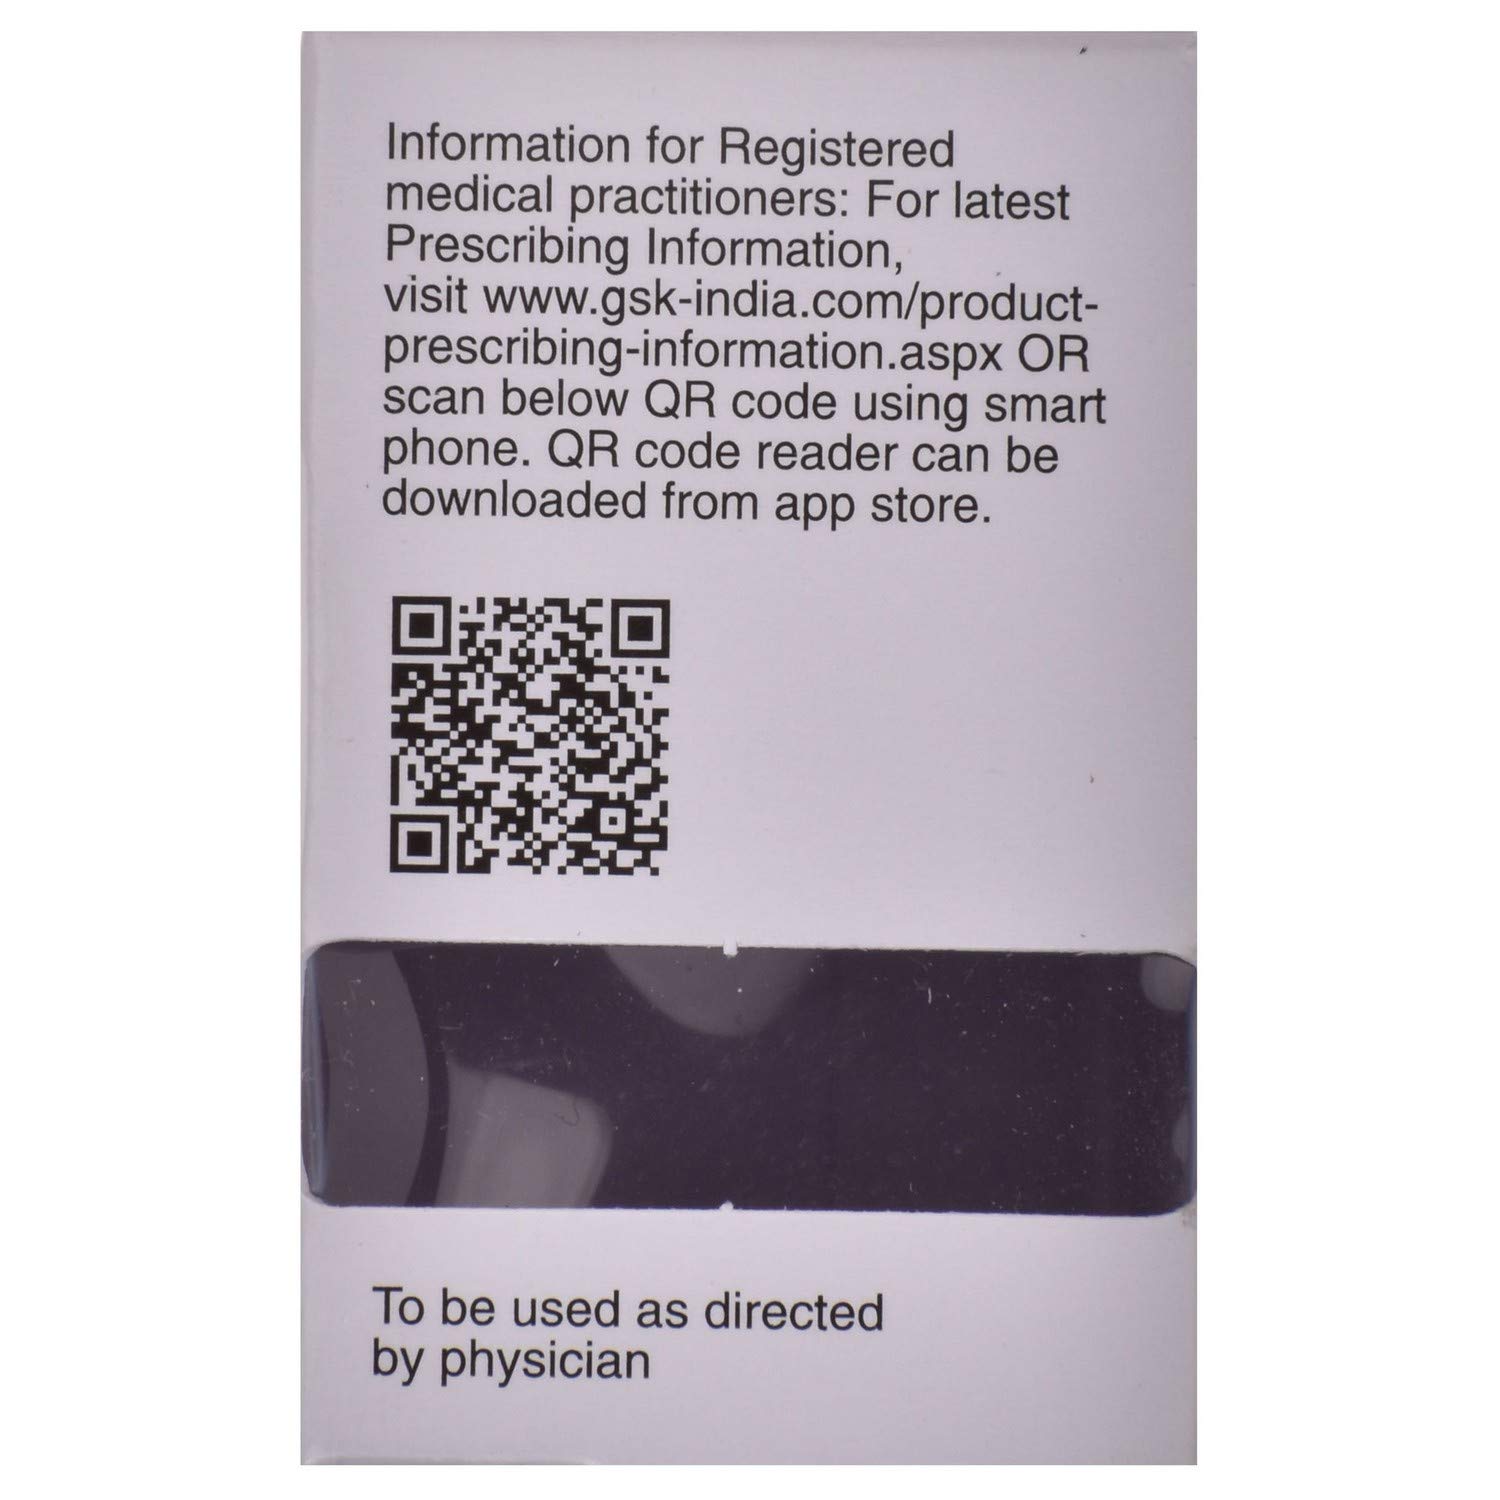 Information for Registered
medical practitioners: For latest
Prescribing Information,
visit www.gsk-india.com/product-
prescribing-information.aspx OR
scan below QR code using smart
phone. QR code reader can be
downloaded from app store.
To be used as directed
by physician